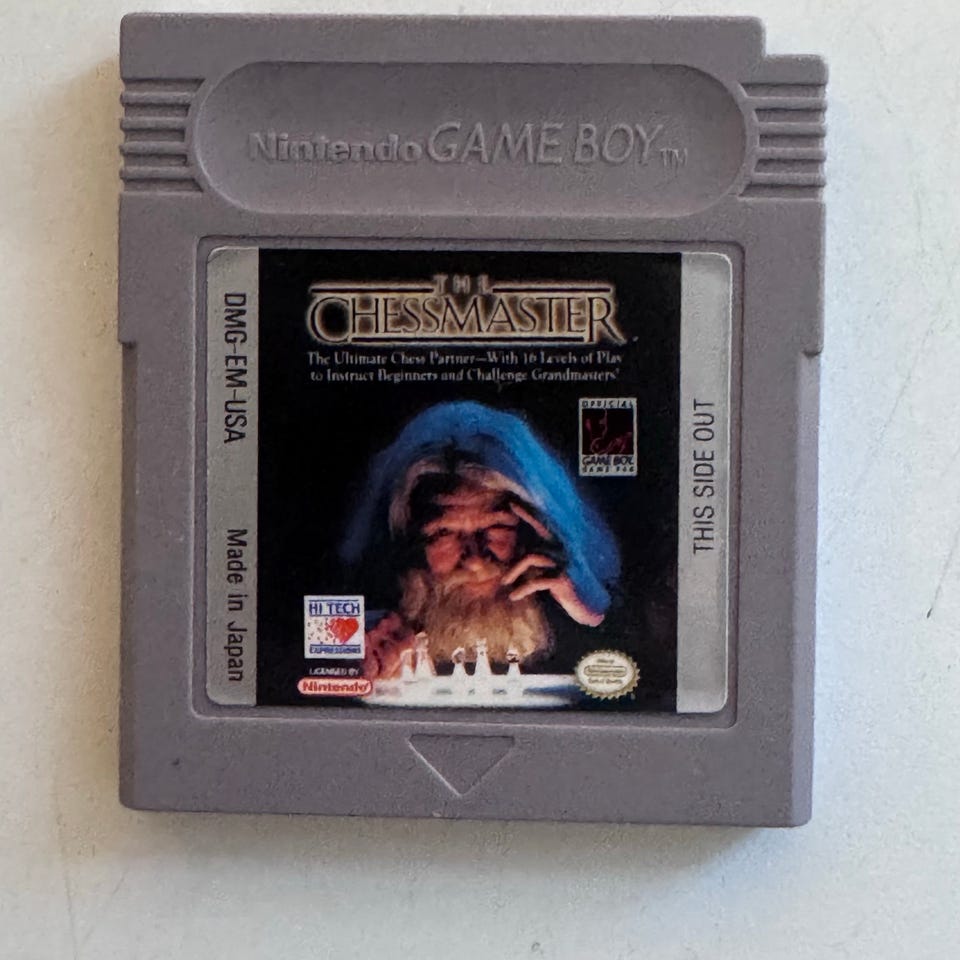 Nintendo GAME BOY TM
THE
CHESSMASTER
The Ultimate Chess Partner—With 16 Levels of Play
to Instruct Beginners and Challenge Grandmasters!
OFFICIAL
GAME BOY
GAME PAK
DMG-EM-USA
Made in Japan
THIS SIDE OUT
HI TECH
EXPRESSIONS
LICENSED BY
Nintendo